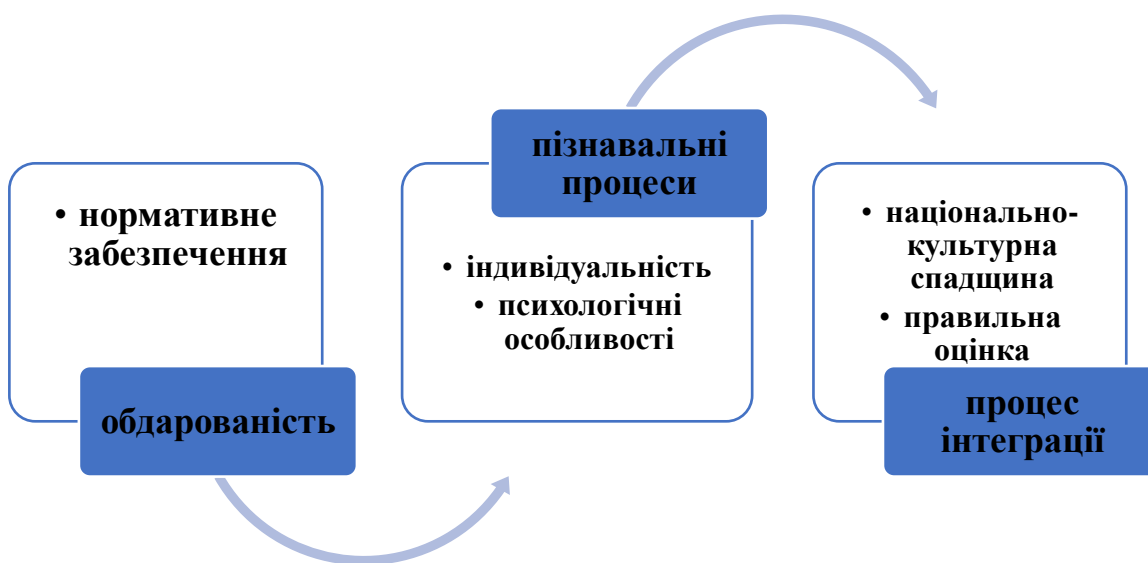 • нормативне
забезпечення
обдарованість
пізнавальні
процеси
• індивідуальність
• психологічні
особливості
• національно-
культурна
спадщина
• правильна
оцінка
процес
інтеграції